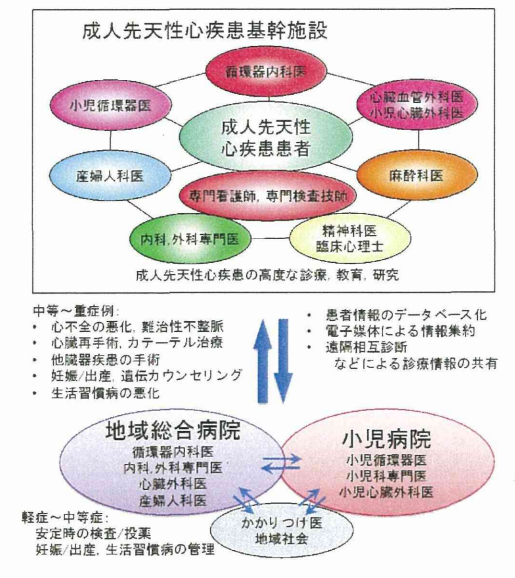 成人先天性心疾患基幹施設
循環器内科医
小児循環器医
心臓血管外科医
小児心臓外科医
成人先天性
心疾患患者
産婦人科医
麻酔科医
専門看護師, 専門検査技師
内科, 外科専門医
精神科医
臨床心理士
成人先天性心疾患の高度な診療, 教育, 研究
中等～重症例:
• 心不全の悪化, 難治性不整脈
• 心臓再手術, カテーテル治療
• 他臓器疾患の手術
• 妊娠/出産, 遺伝カウンセリング
• 生活習慣病の悪化
• 患者情報のデータベース化
• 電子媒体による情報集約
• 遠隔相互診断
などによる診療情報の共有
地域総合病院
循環器内科医
内科, 外科専門医
心臓外科医
産婦人科医
小児病院
小児循環器医
小児科専門医
小児心臓外科医
かかりつけ医
地域社会
軽症～中等症:
安定時の検査/投薬
妊娠/出産, 生活習慣病の管理